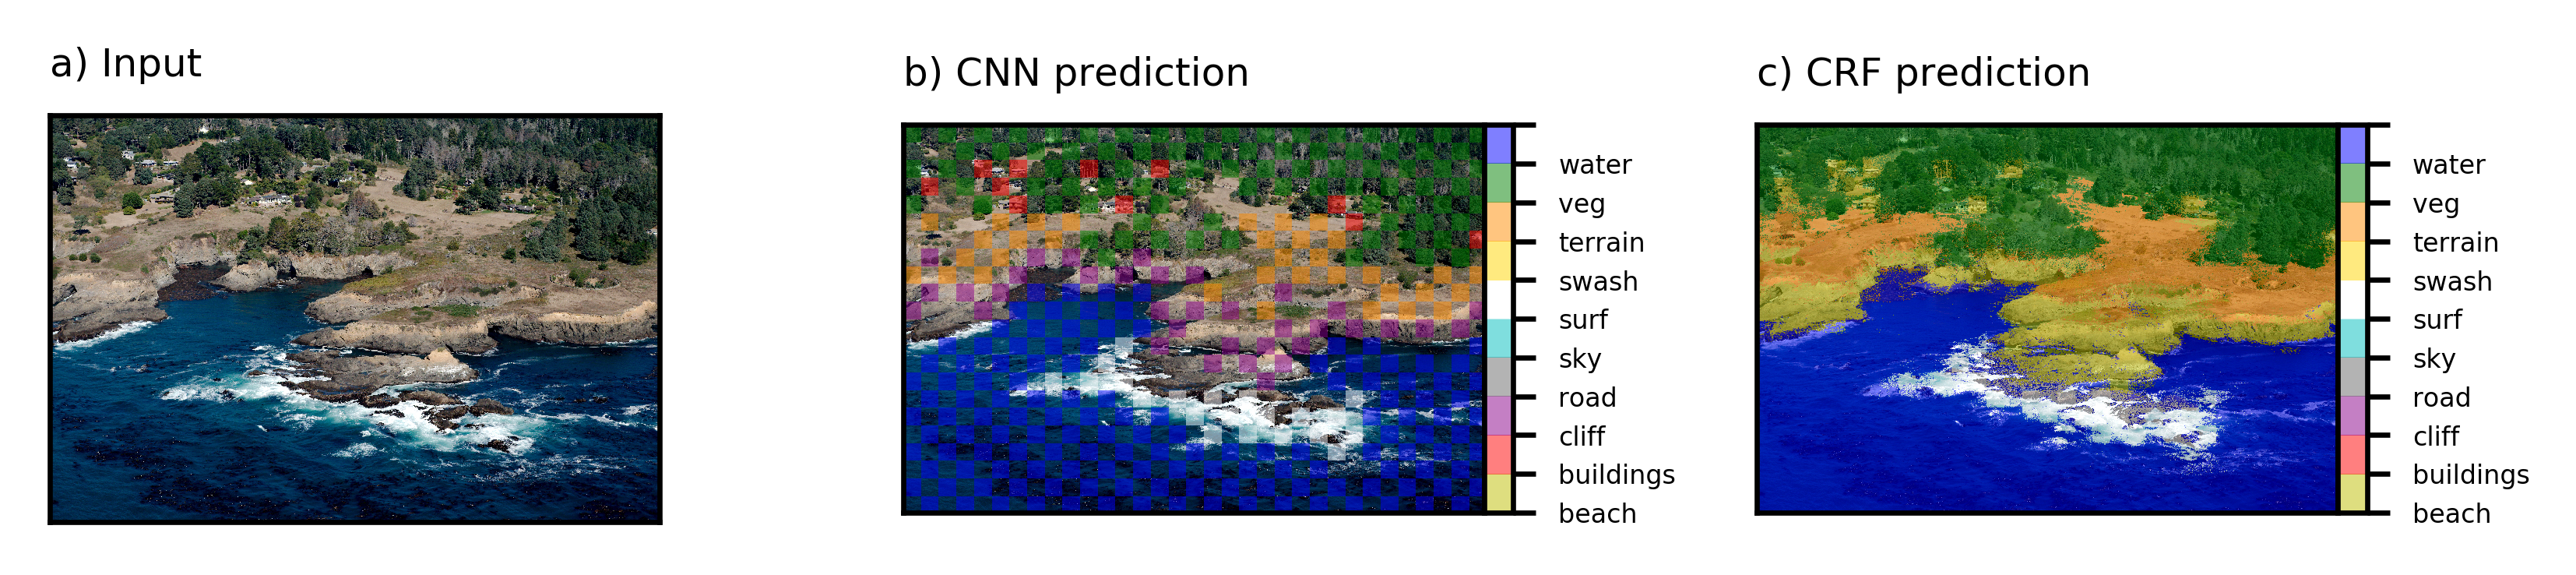 a) Input
b) CNN prediction
water
veg
terrain
swash
surf
sky
road
cliff
buildings
beach
c) CRF prediction
water
veg
terrain
swash
surf
sky
road
cliff
buildings
beach